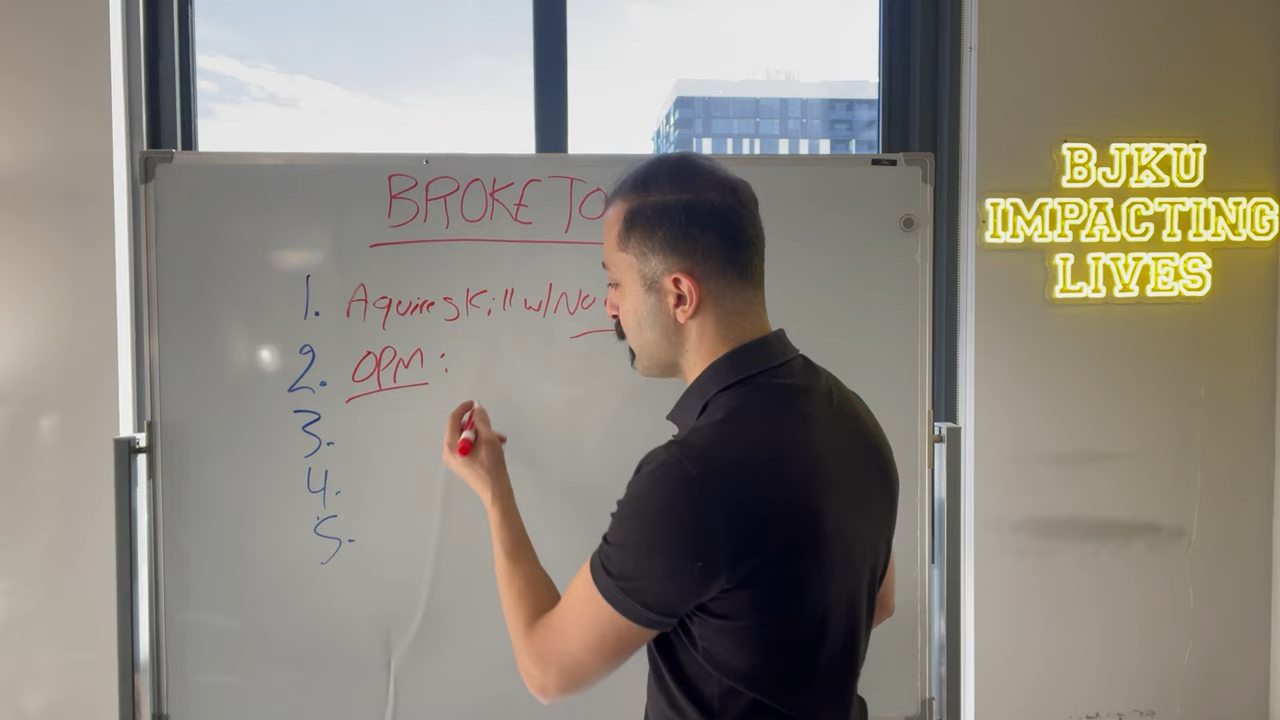 BROKE TO
1. Aquire skill w/No
2. OPM:
3.
4.
5.
BJKU
IMPACTING
LIVES